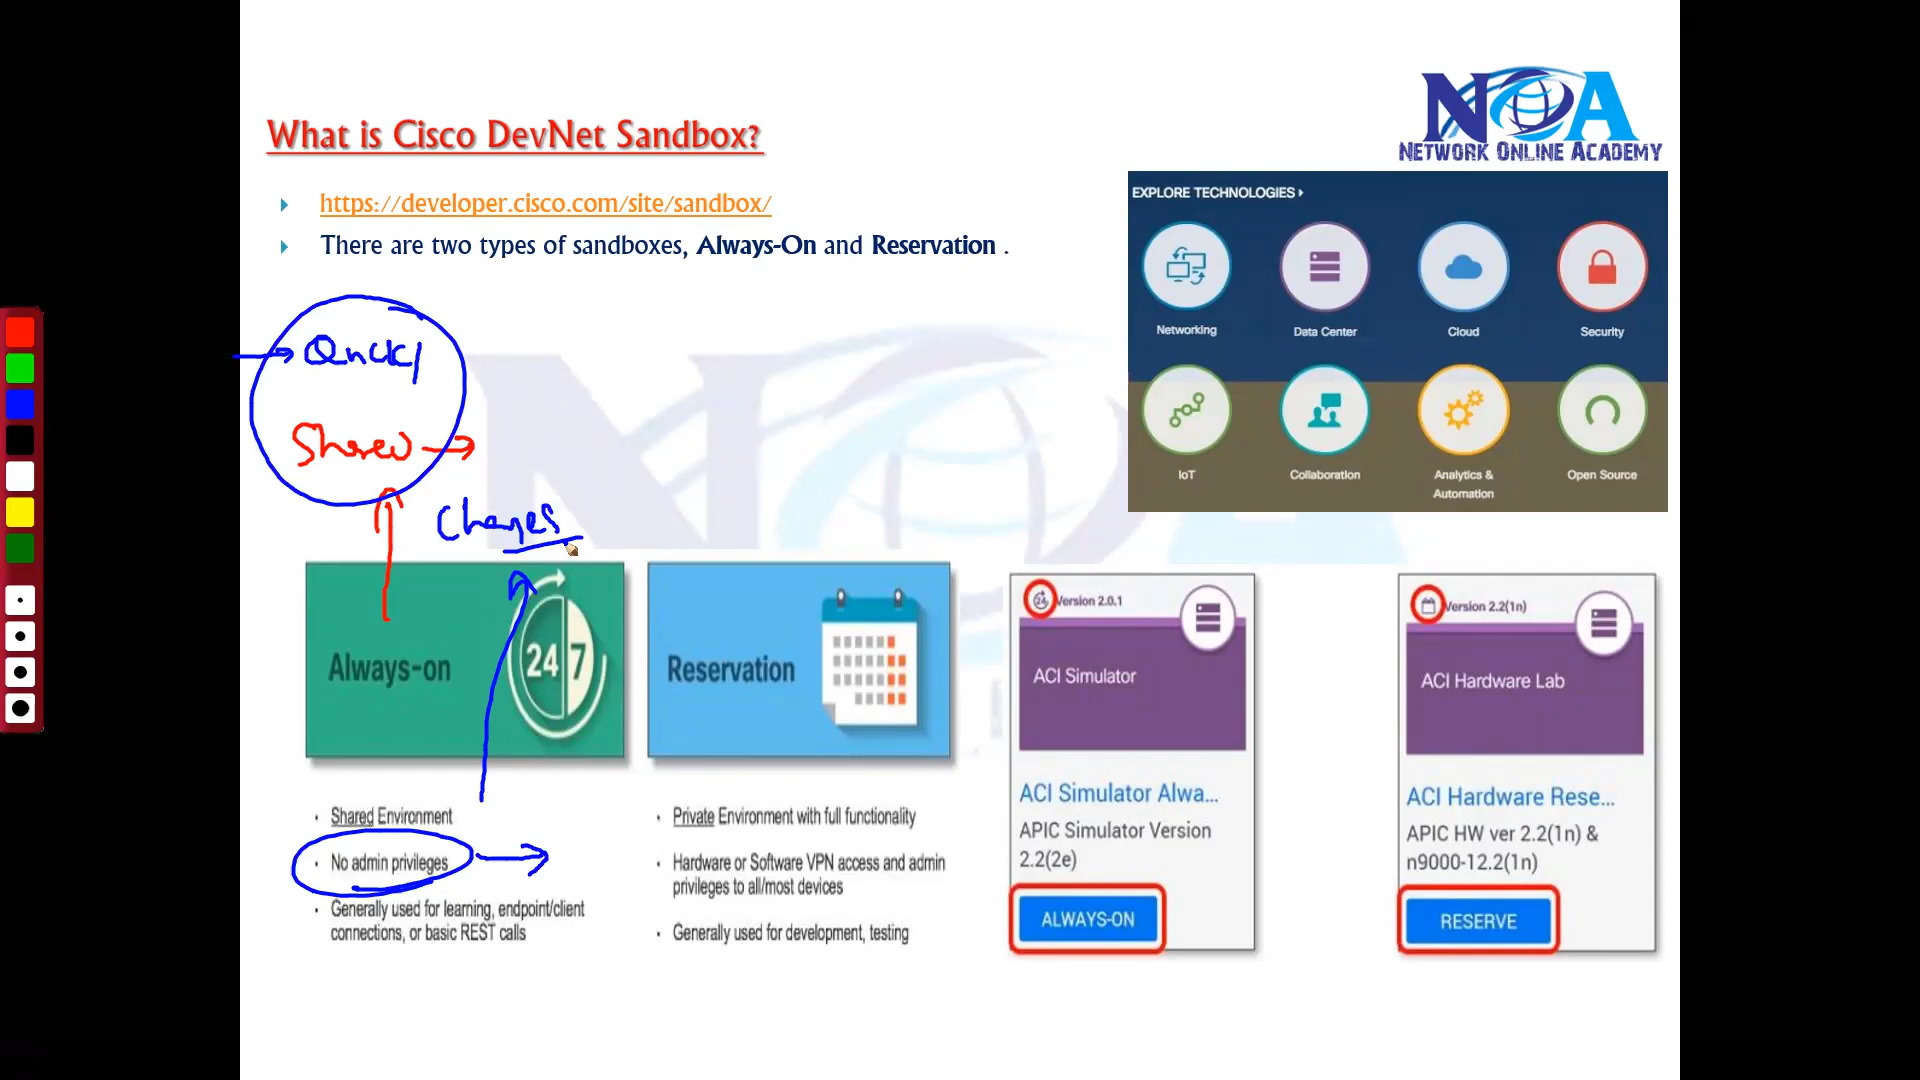 What is Cisco DevNet Sandbox?
NOA
NETWORK ONLINE ACADEMY
https://developer.cisco.com/site/sandbox/
There are two types of sandboxes, Always-On and Reservation .
EXPLORE TECHNOLOGIES
Networking
Data Center
Cloud
Security
IoT
Collaboration
Analytics &
Automation
Open Source
Shared
Changes
Always-on
24 7
Reservation
Shared Environment
No admin privileges
Generally used for learning, endpoint/client
connections, or basic REST calls
Private Environment with full functionality
Hardware or Software VPN access and admin
privileges to all/most devices
Generally used for development, testing
24
Version 2.0.1
ACI Simulator
ACI Simulator Alwa...
APIC Simulator Version
2.2(2e)
ALWAYS-ON
Version 2.2(1n)
ACI Hardware Lab
ACI Hardware Rese...
APIC HW ver 2.2(1n) &
n9000-12.2(1n)
RESERVE